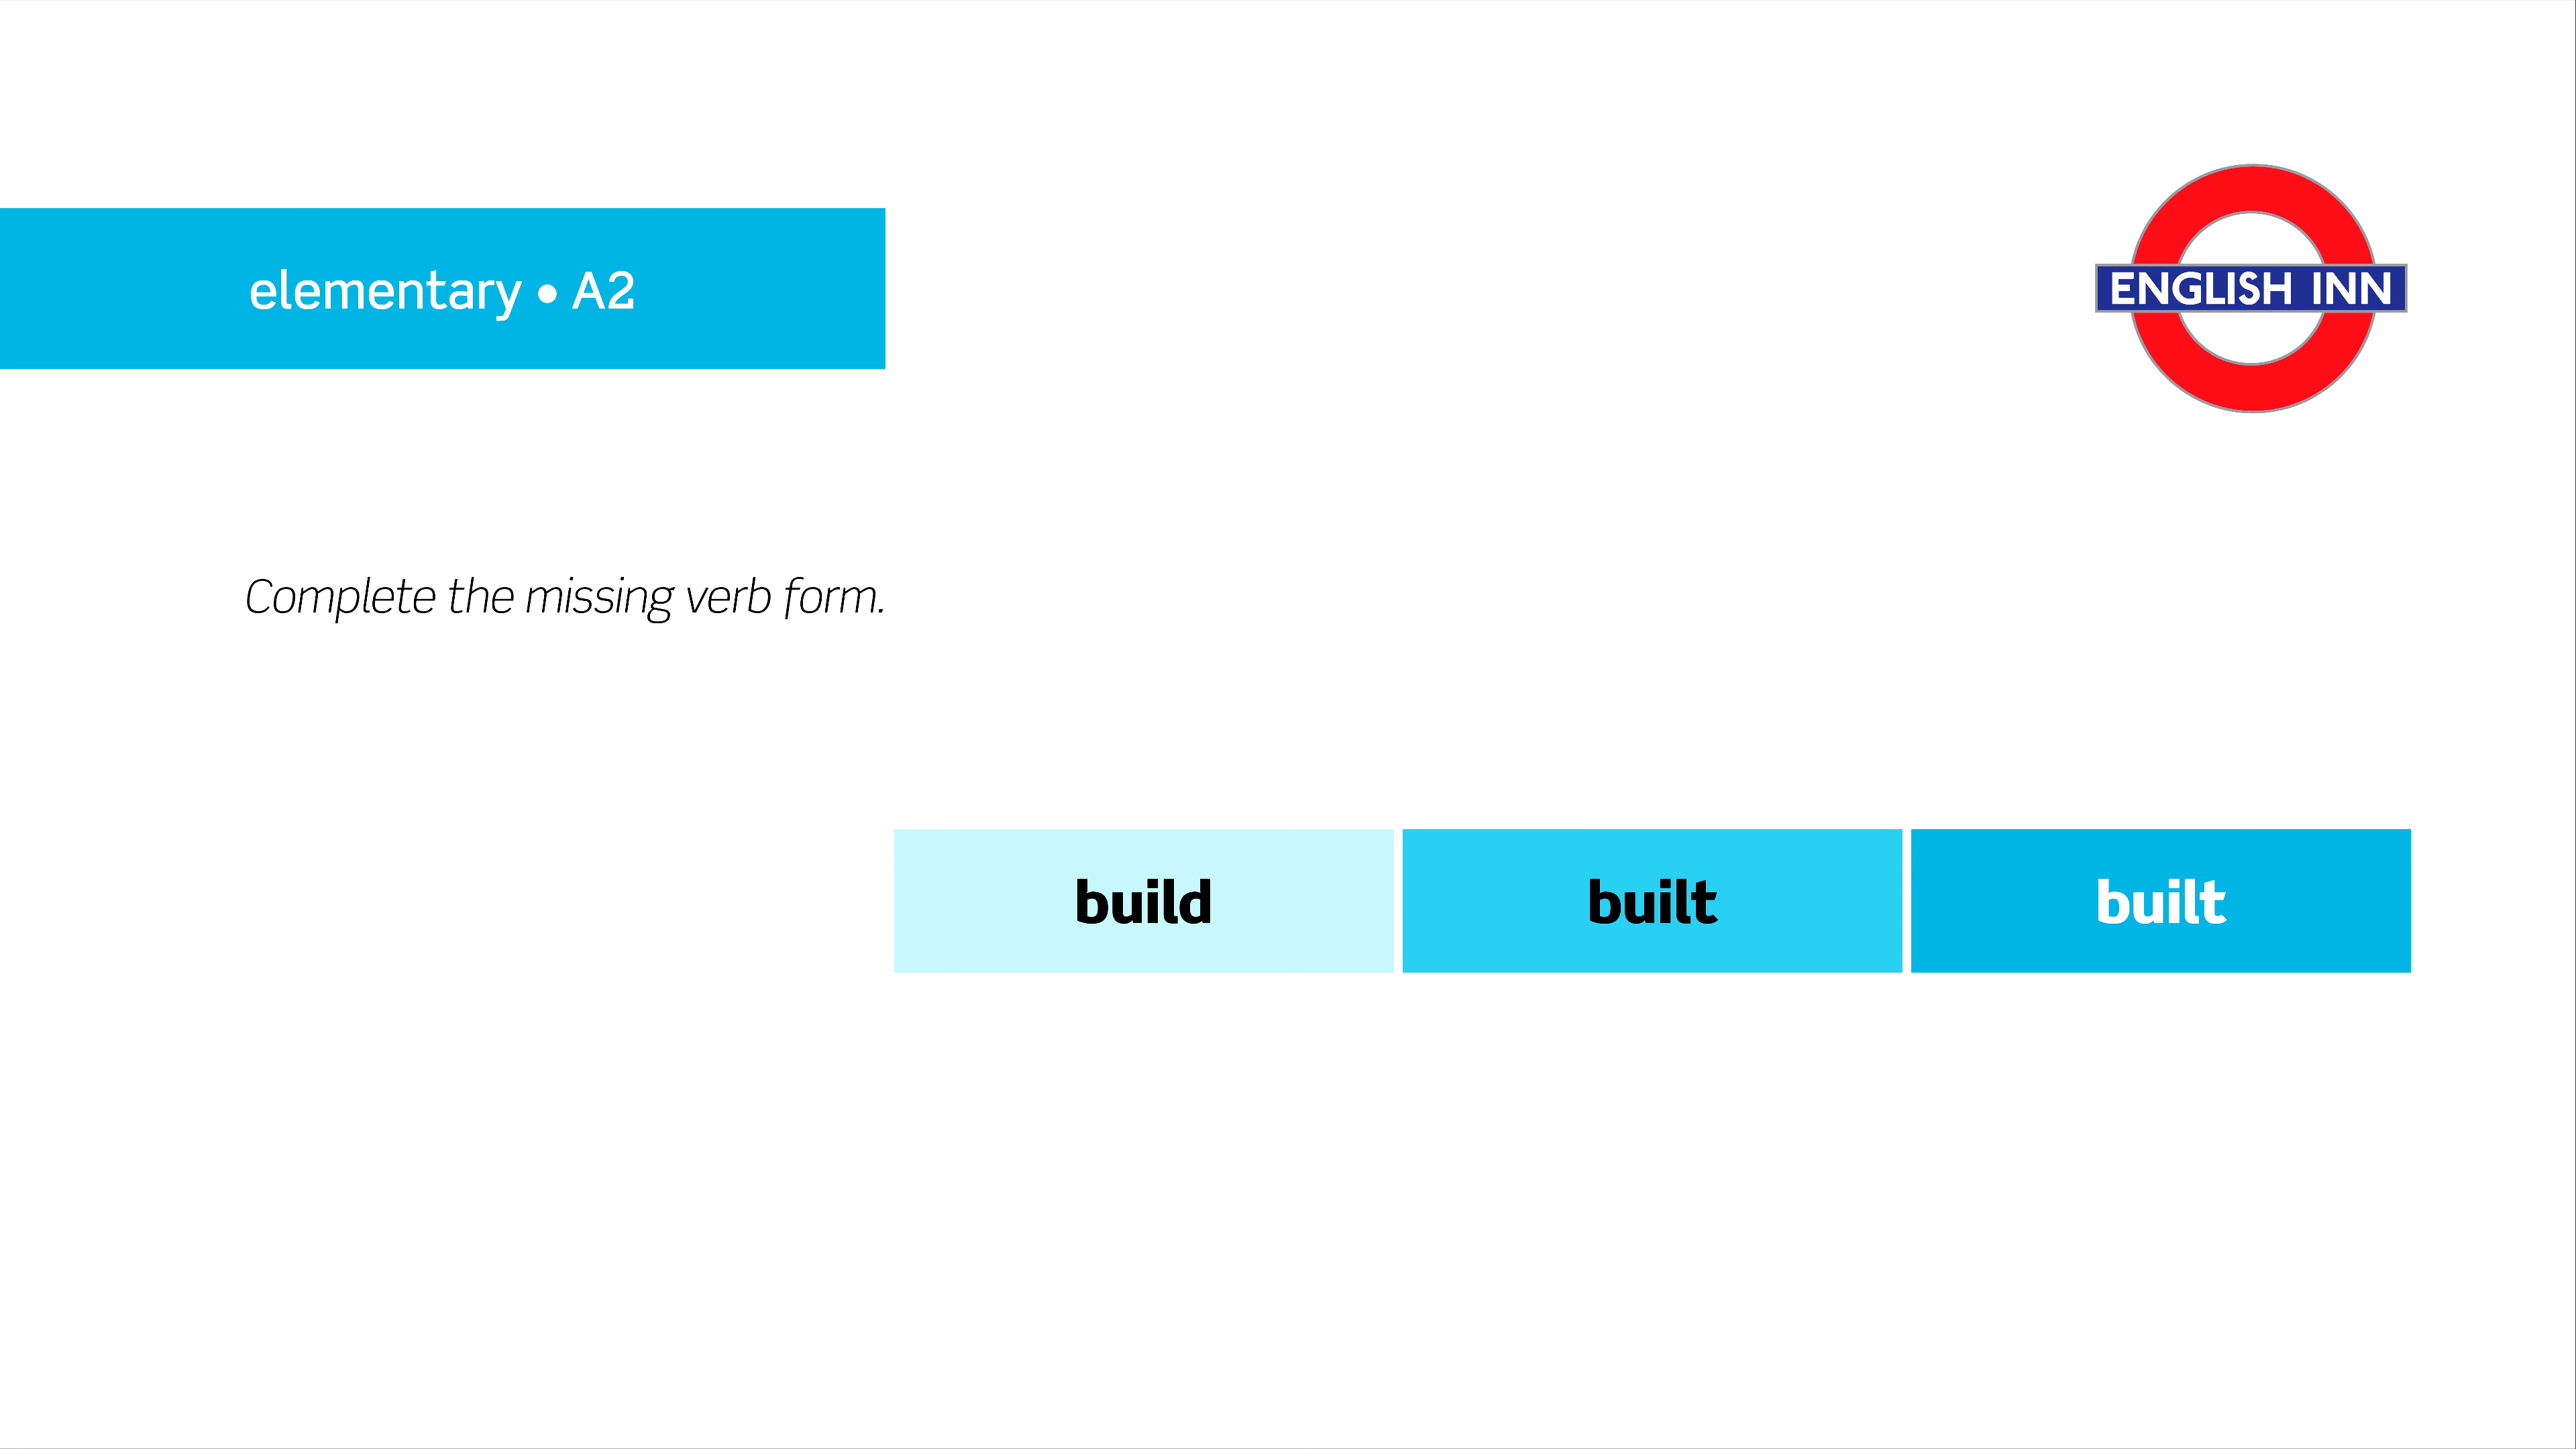 elementary • A2
ENGLISH INN
Complete the missing verb form.
build built built